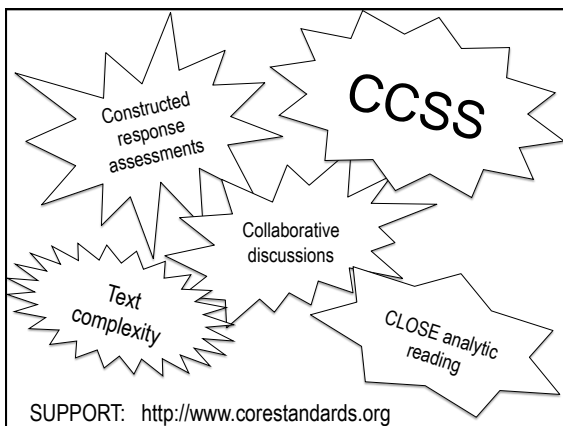 Constructed
response
assessments
CCSS
Collaborative
discussions
Text
complexity
CLOSE analytic
reading
SUPPORT: http://www.corestandards.org